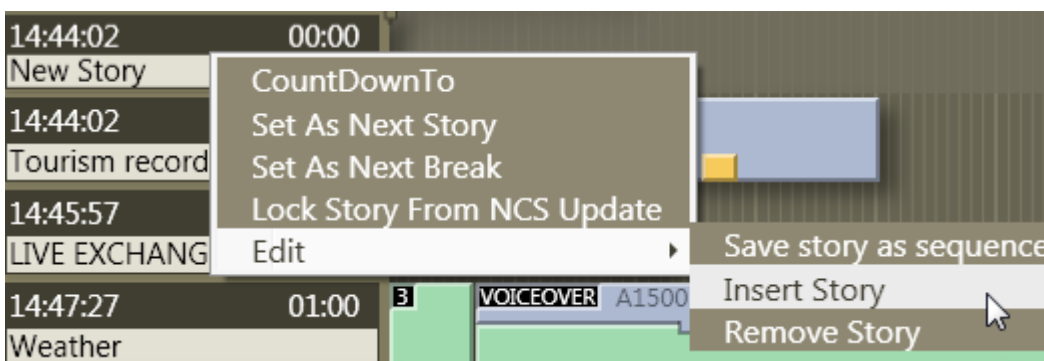 14:44:02 00:00
New Story
14:44:02
Tourism record
14:45:57
LIVE EXCHANG
14:47:27 01:00
Weather
CountDownTo
Set As Next Story
Set As Next Break
Lock Story From NCS Update
Edit
Save story as sequence
Insert Story
Remove Story
3 VOICEOVER A1500